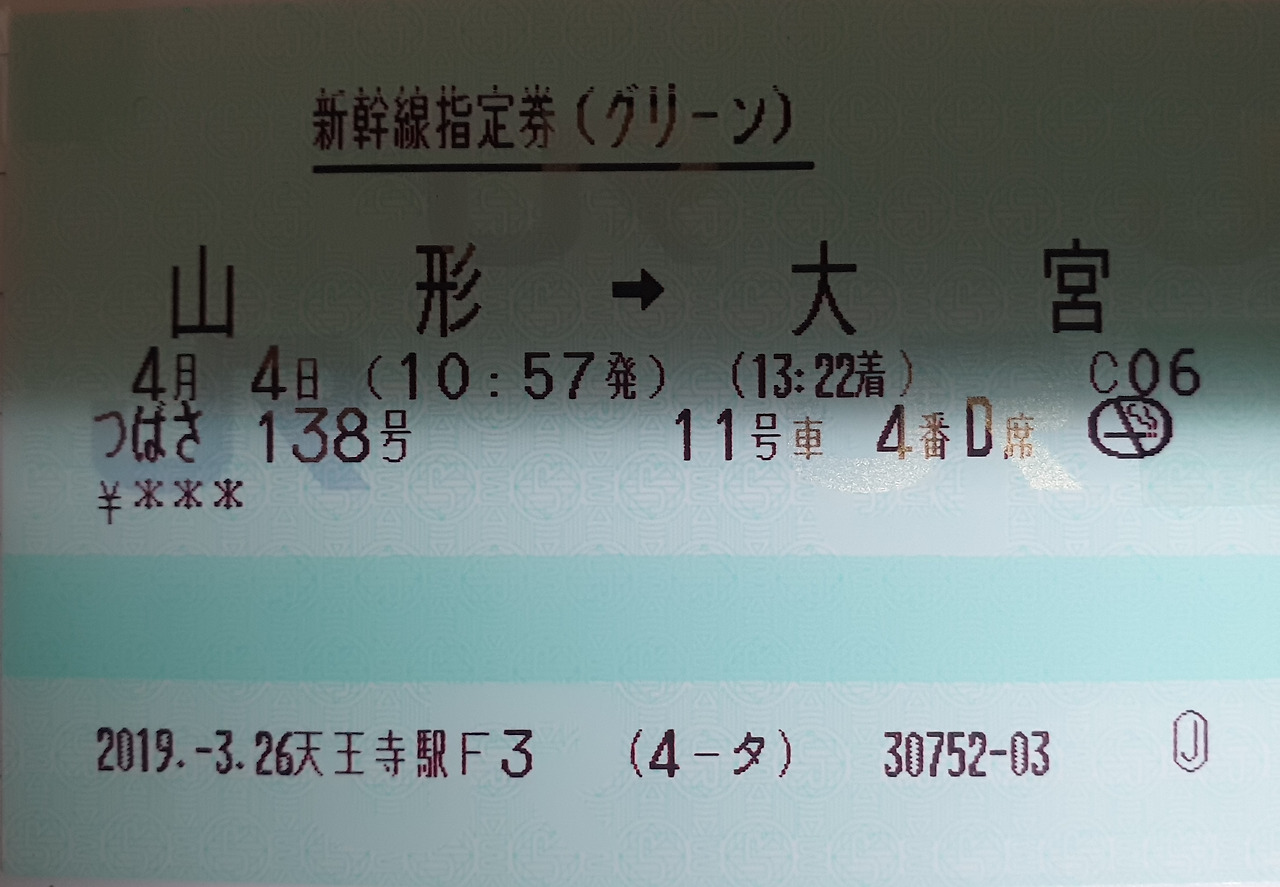 新幹線指定券(グリーン)
山形→大宮
4月 4日 (10:57発) (13:22着) C06
つばさ 138号 11号車 4番D席
¥***
2019.-3.26天王寺駅F3 (4-タ) 30752-03 Ⓙ